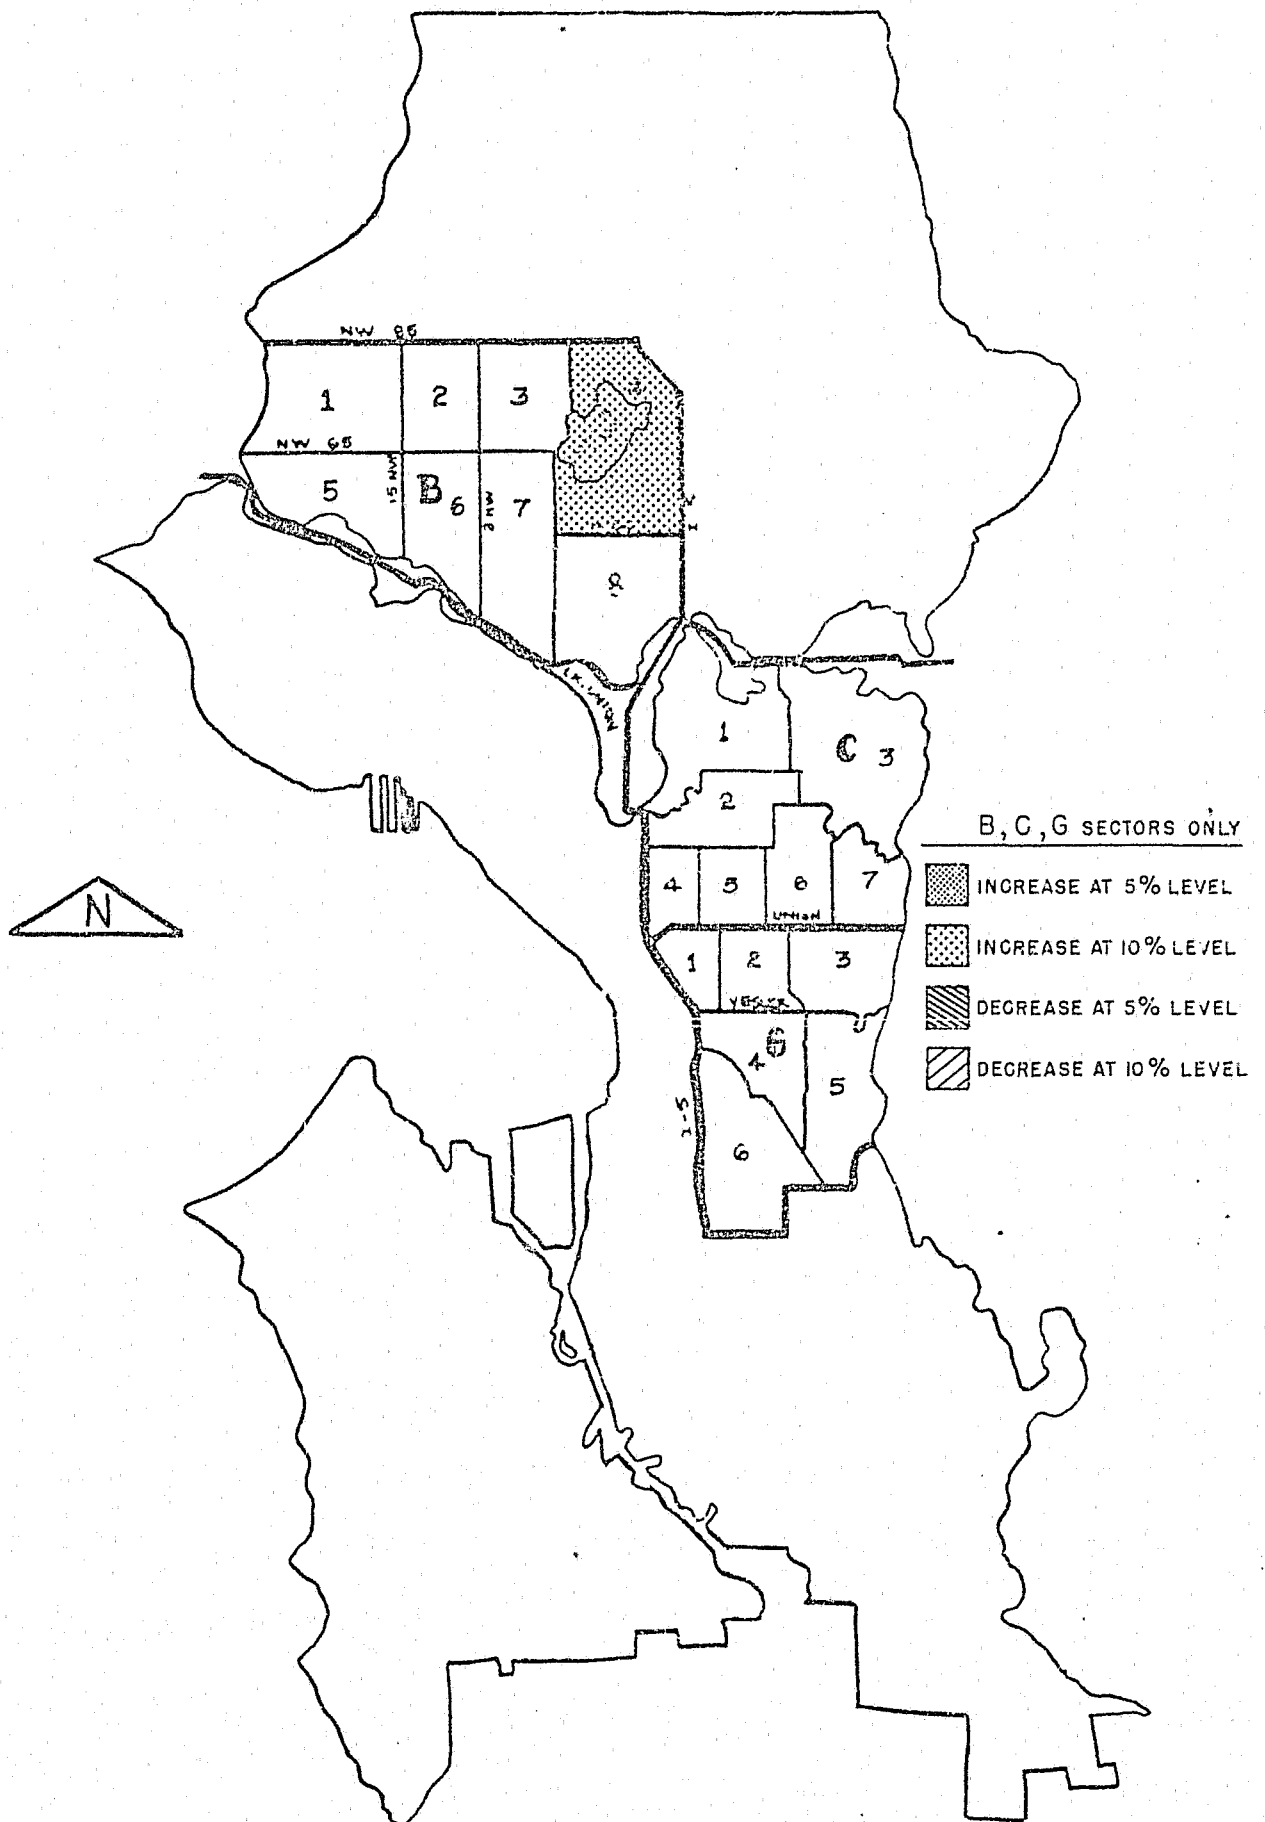 NW 85
1
2
3
NW 65
15 NW
5
B
6
7
8
LK. UNION
1
C
3
2
B, C, G SECTORS ONLY
4
5
6
7
INCREASE AT 5% LEVEL
UNION
N
INCREASE AT 10% LEVEL
1
2
3
YESLER
DECREASE AT 5% LEVEL
G
4
5
DECREASE AT 10% LEVEL
I-5
6